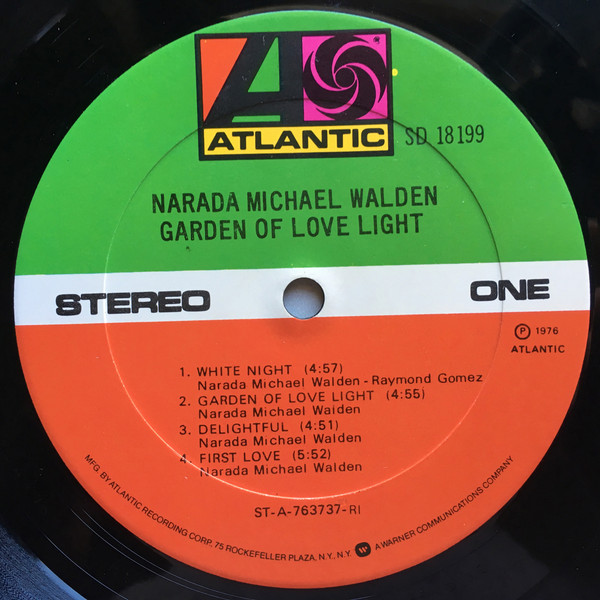 ATLANTIC
SD 18199
NARADA MICHAEL WALDEN
GARDEN OF LOVE LIGHT
STEREO
ONE
Ⓟ 1976
ATLANTIC
1. WHITE NIGHT (4:57)
Narada Michael Walden - Raymond Gomez
2. GARDEN OF LOVE LIGHT (4:55)
Narada Michael Walden
3. DELIGHTFUL (4:51)
Narada Michael Walden
4. FIRST LOVE (5:52)
Narada Michael Walden
ST-A-763737-RI
MFG. BY ATLANTIC RECORDING CORP. 75 ROCKEFELLER PLAZA, N.Y., N.Y. A WARNER COMMUNICATIONS COMPANY